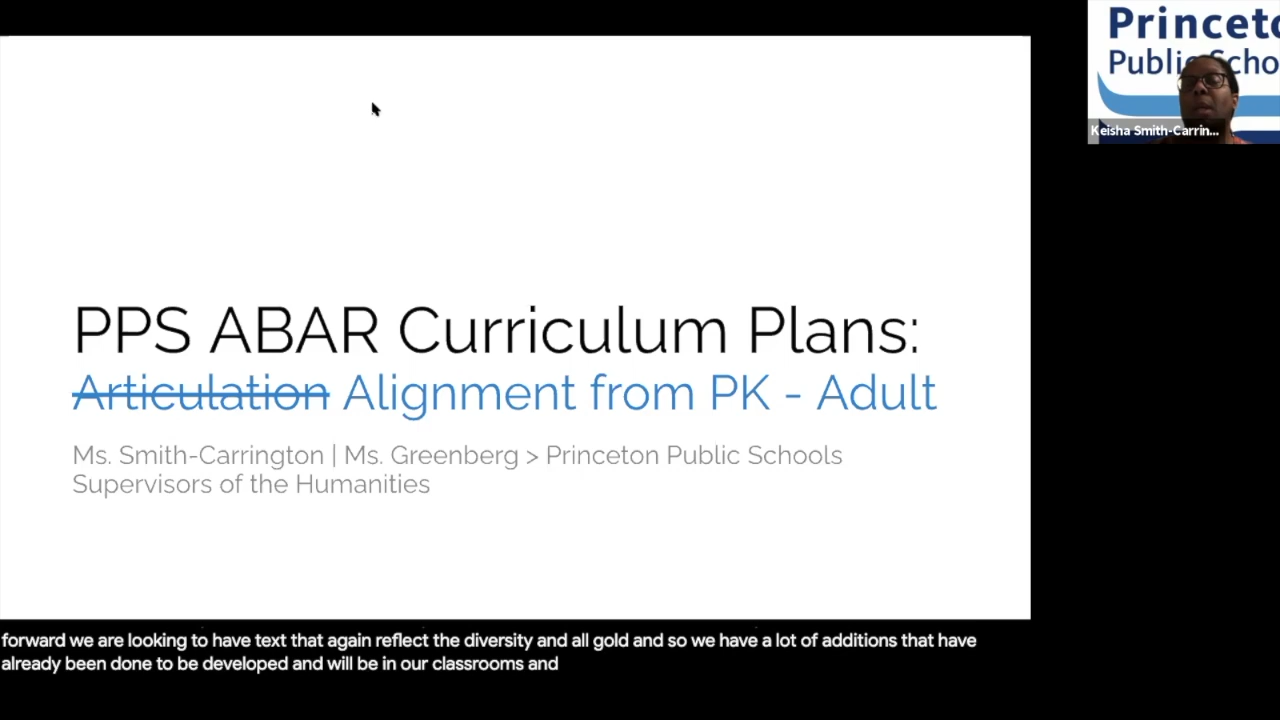 Princeto
Public Scho
Keisha Smith-Carrin...
PPS ABAR Curriculum Plans:
Articulation Alignment from PK - Adult
Ms. Smith-Carrington | Ms. Greenberg > Princeton Public Schools
Supervisors of the Humanities
forward we are looking to have text that again reflect the diversity and all gold and so we have a lot of additions that have
already been done to be developed and will be in our classrooms and